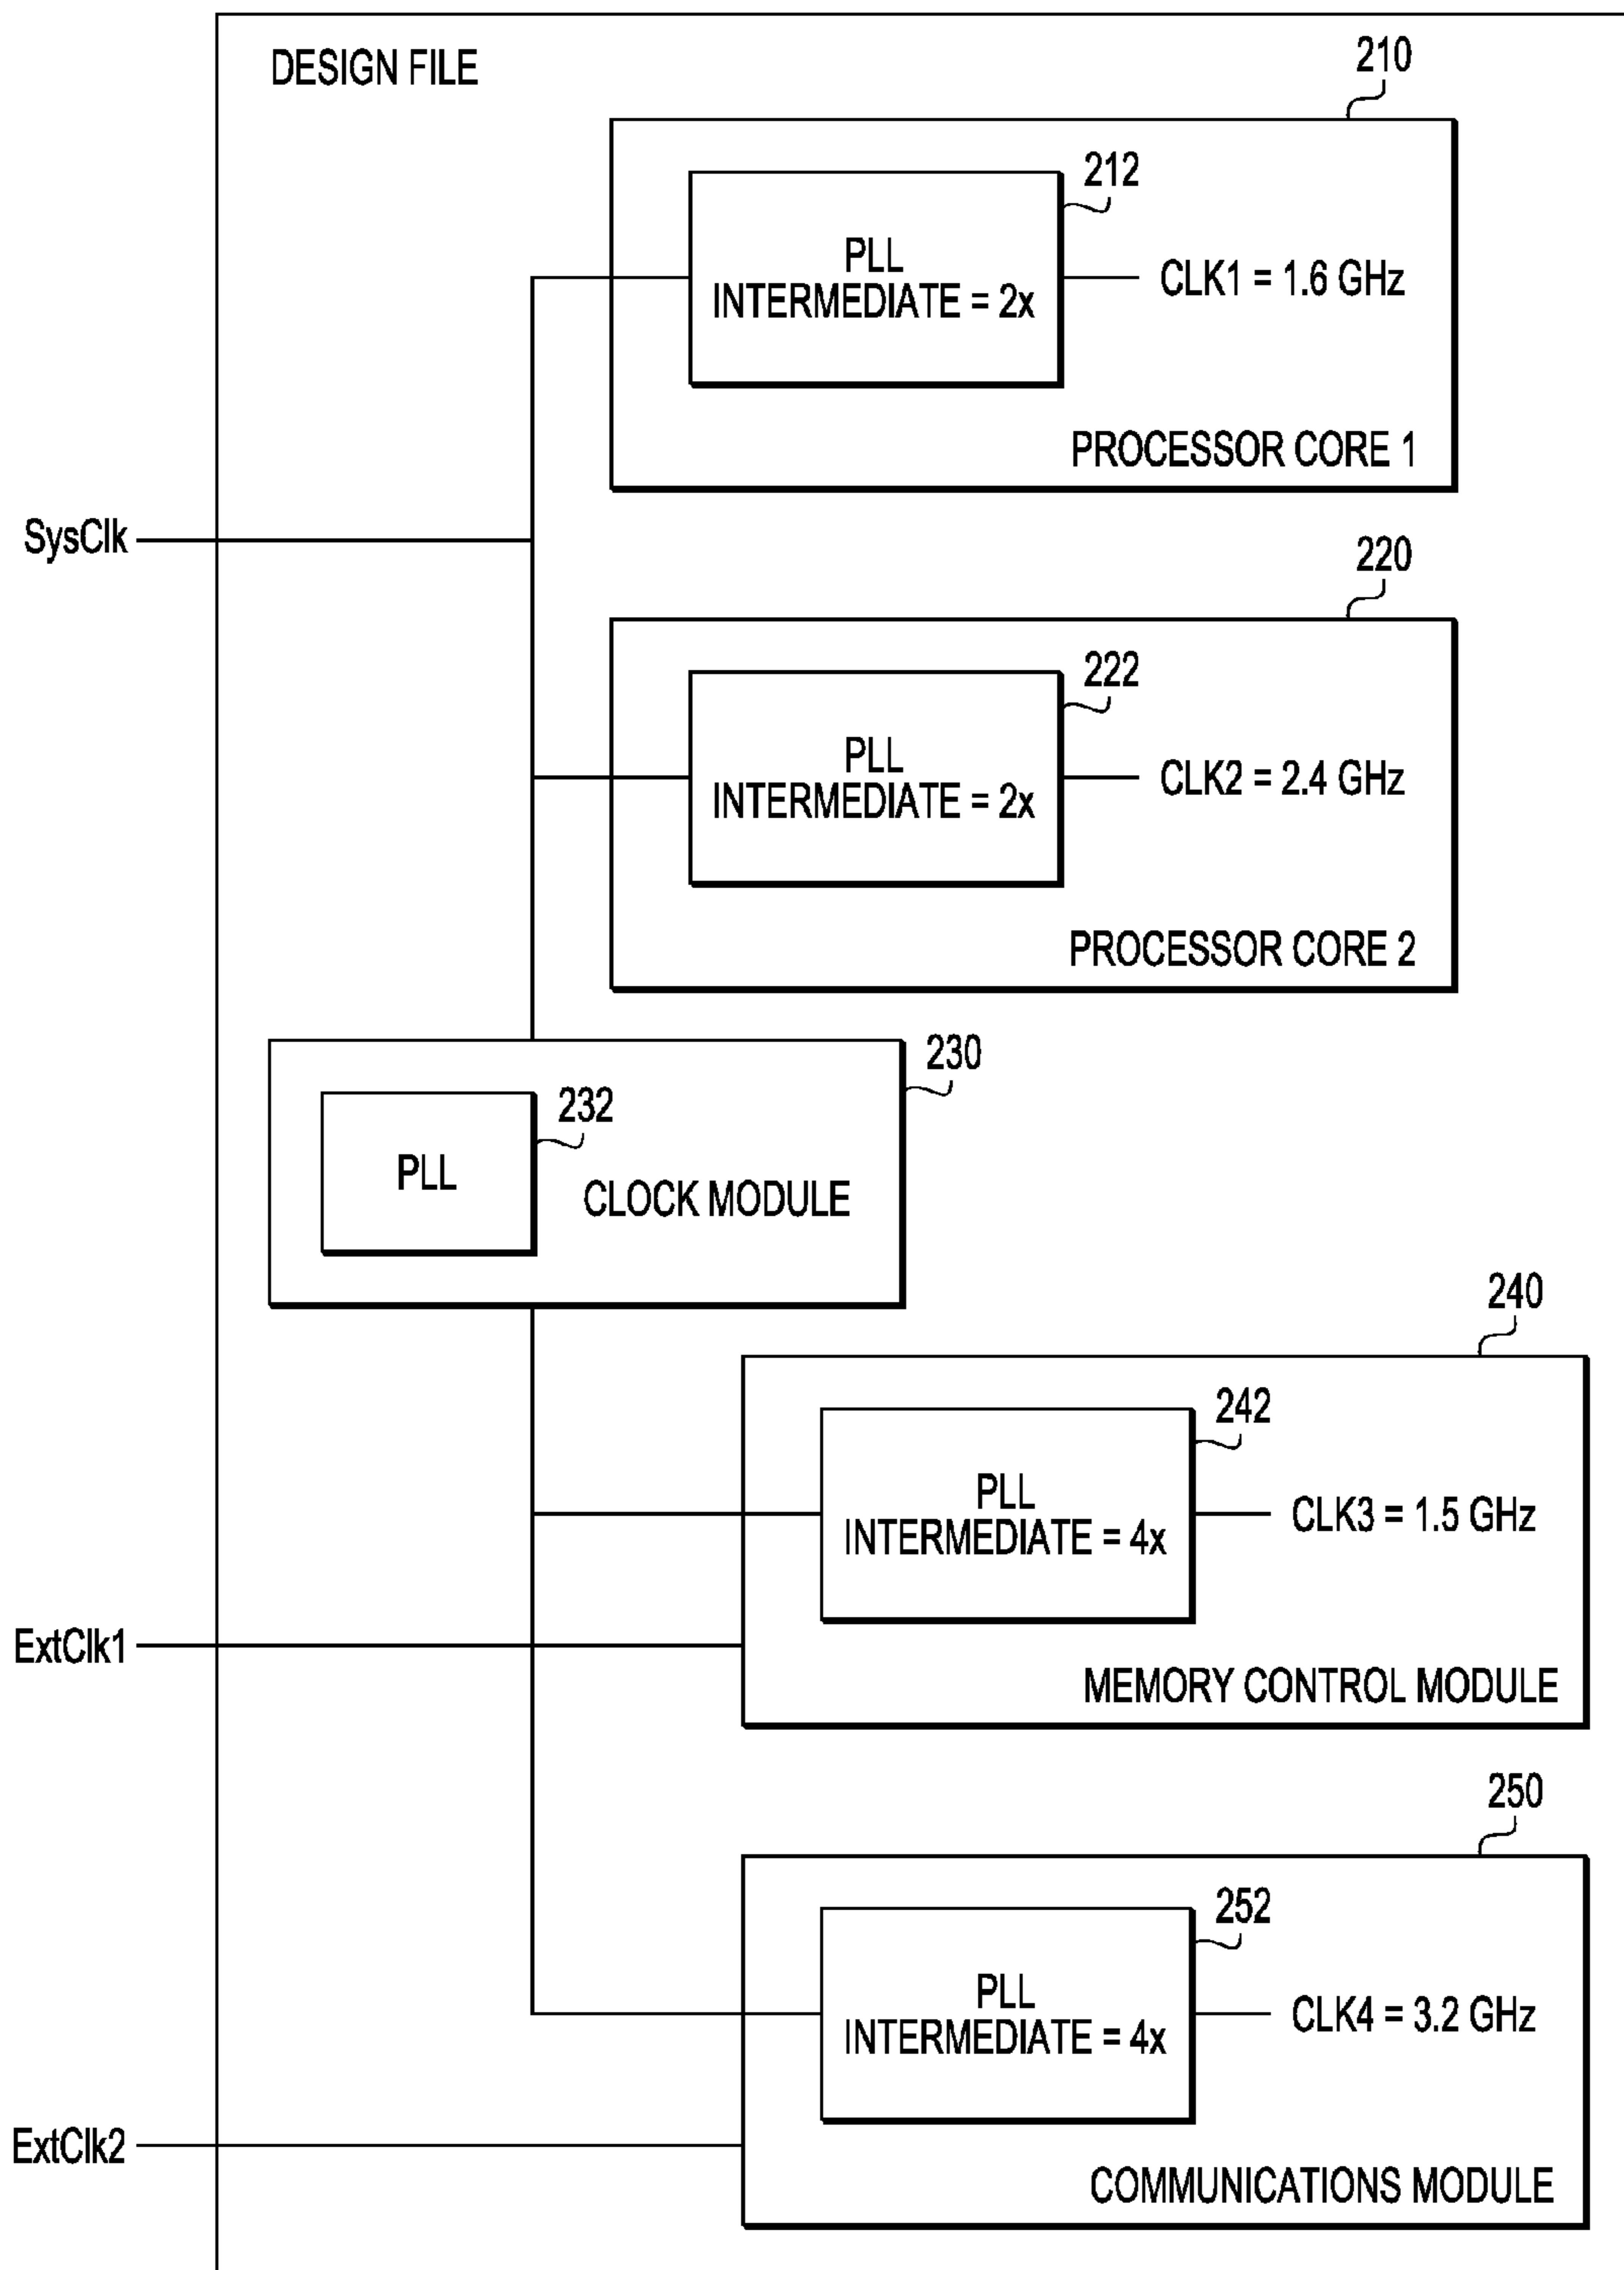 DESIGN FILE
210
212
PLL
INTERMEDIATE = 2x
CLK1 = 1.6 GHz
PROCESSOR CORE 1
SysClk
220
222
PLL
INTERMEDIATE = 2x
CLK2 = 2.4 GHz
PROCESSOR CORE 2
230
232
PLL
CLOCK MODULE
240
242
PLL
INTERMEDIATE = 4x
CLK3 = 1.5 GHz
ExtClk1
MEMORY CONTROL MODULE
250
252
PLL
INTERMEDIATE = 4x
CLK4 = 3.2 GHz
ExtClk2
COMMUNICATIONS MODULE